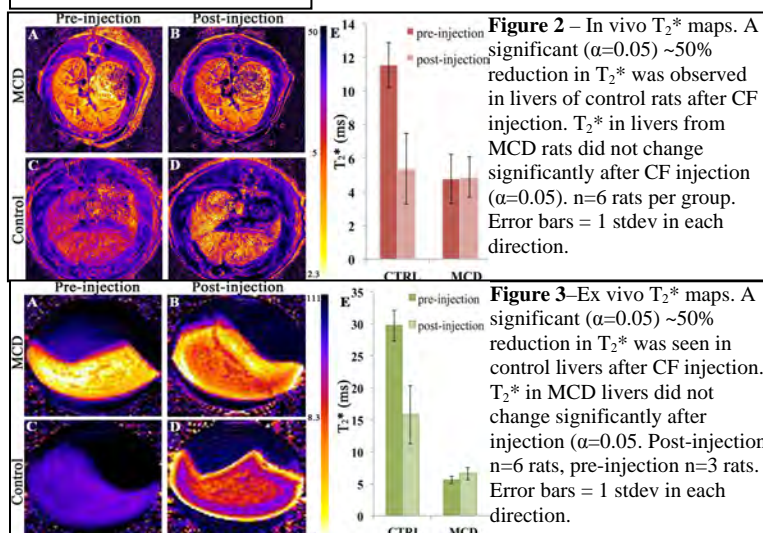 Pre-injection Post-injection
50
A B E
MCD
5
C D
Control
2.3
14
12
10
8
6
4
2
0
T₂* (ms)
pre-injection
post-injection
CTRL MCD
Figure 2 – In vivo T₂* maps. A
significant (α=0.05) ~50%
reduction in T₂* was observed
in livers of control rats after CF
injection. T₂* in livers from
MCD rats did not change
significantly after CF injection
(α=0.05). n=6 rats per group.
Error bars = 1 stdev in each
direction.
Pre-injection Post-injection
111
A B E
MCD
8.3
C D
Control
35
30
25
20
15
10
5
0
T₂* (ms)
pre-injection
post-injection
CTRL MCD
Figure 3–Ex vivo T₂* maps. A
significant (α=0.05) ~50%
reduction in T₂* was seen in
control livers after CF injection.
T₂* in MCD livers did not
change significantly after
injection (α=0.05. Post-injection
n=6 rats, pre-injection n=3 rats.
Error bars = 1 stdev in each
direction.